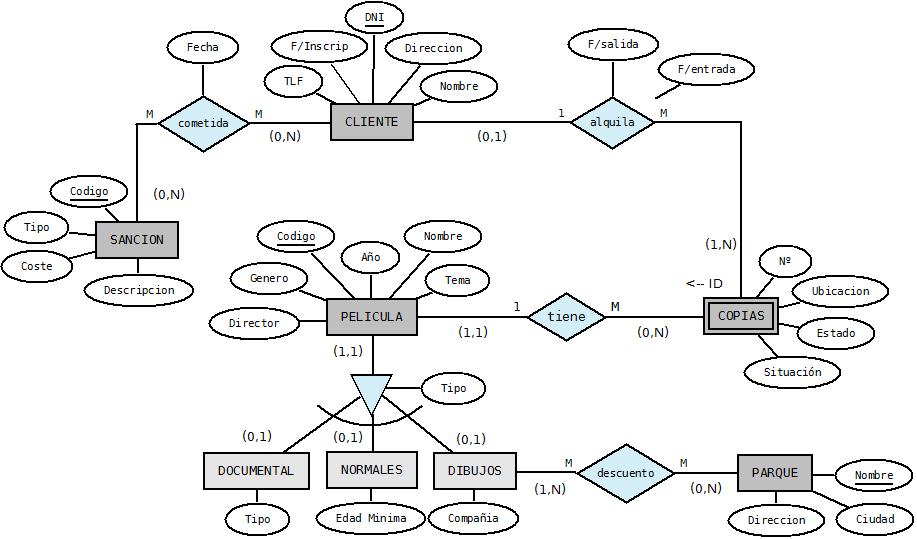 DNI
Fecha
F/Inscrip
Direccion
F/salida
TLF
Nombre
F/entrada
M
cometida
M
CLIENTE
1
alquila
M
(0,N)
(0,1)
Codigo
(0,N)
Tipo
SANCION
Codigo
Año
Nombre
(1,N)
Coste
Genero
Tema
<-- ID
Nº
Descripcion
Ubicacion
Director
PELICULA
1
tiene
M
COPIAS
(1,1)
(0,N)
Estado
(1,1)
Situación
Tipo
(0,1)
(0,1)
(0,1)
DOCUMENTAL
NORMALES
DIBUJOS
M
descuento
M
PARQUE
Nombre
(1,N)
(0,N)
Tipo
Edad Minima
Compañia
Direccion
Ciudad